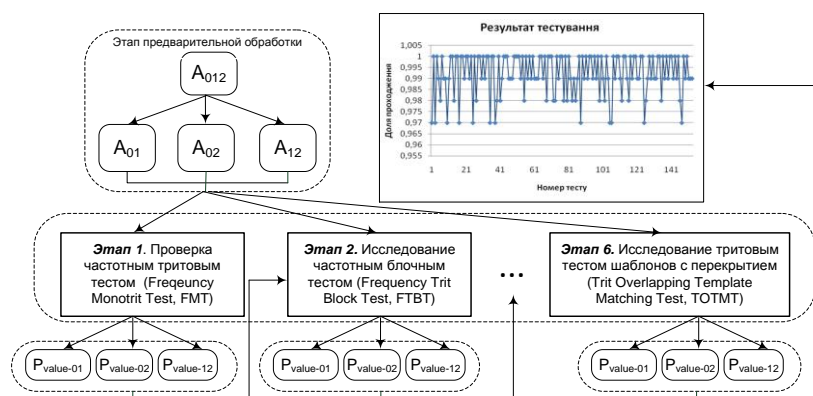 Этап предварительной обработки
A012
A01 A02 A12
Результат тестування
Доля проходження
1,005
1
0,995
0,99
0,985
0,98
0,975
0,97
0,965
0,96
0,955
1 21 41 61 81 101 121 141
Номер тесту
Этап 1. Проверка
частотным тритовым
тестом (Freqeuncy
Monotrit Test, FMT)
Этап 2. Исследование
частотным блочным
тестом (Frequency Trit
Block Test, FTBT)
...
Этап 6. Исследование тритовым
тестом шаблонов с перекрытием
(Trit Overlapping Template
Matching Test, TOTMT)
Pvalue-01 Pvalue-02 Pvalue-12
Pvalue-01 Pvalue-02 Pvalue-12
Pvalue-01 Pvalue-02 Pvalue-12